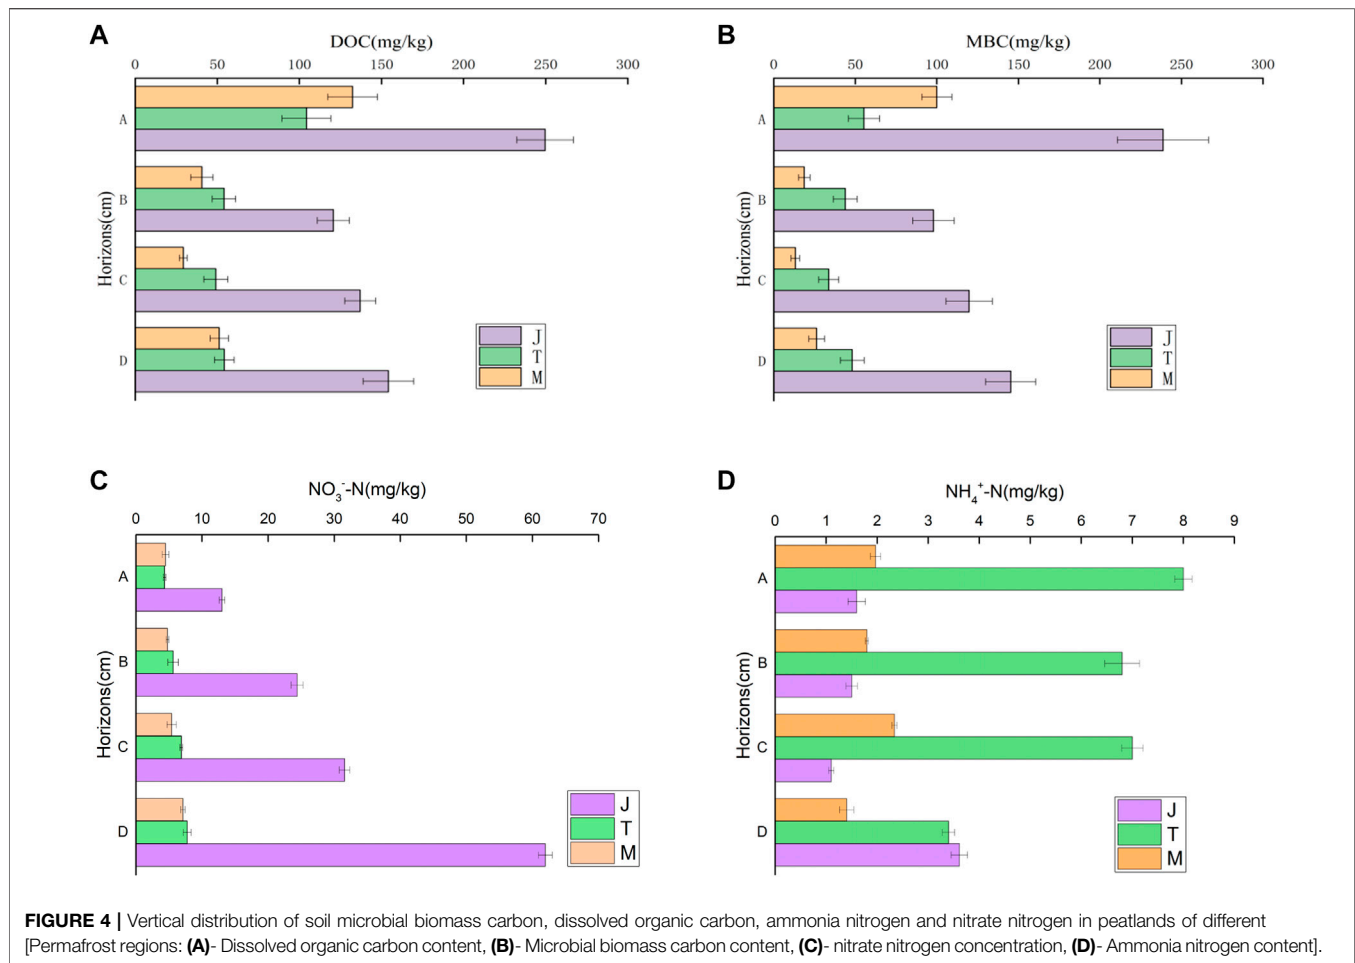 A
DOC(mg/kg)
0 50 100 150 200 250 300
Horizons(cm)
A
B
C
D
J
T
M
B
MBC(mg/kg)
0 50 100 150 200 250 300
Horizons(cm)
A
B
C
D
J
T
M
C
NO3⁻-N(mg/kg)
0 10 20 30 40 50 60 70
Horizons(cm)
A
B
C
D
J
T
M
D
NH4⁺-N(mg/kg)
0 1 2 3 4 5 6 7 8 9
Horizons(cm)
A
B
C
D
J
T
M
FIGURE 4 | Vertical distribution of soil microbial biomass carbon, dissolved organic carbon, ammonia nitrogen and nitrate nitrogen in peatlands of different
[Permafrost regions: (A)- Dissolved organic carbon content, (B)- Microbial biomass carbon content, (C)- nitrate nitrogen concentration, (D)- Ammonia nitrogen content].